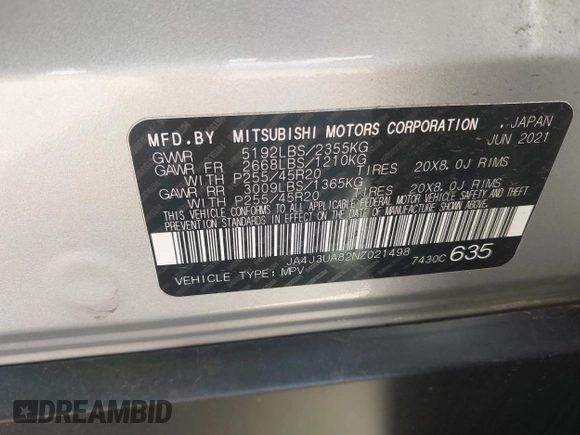 MFD.BY MITSUBISHI MOTORS CORPORATION , JAPAN
GVWR 5192LBS/2355KG JUN 2021
GAWR FR 2668LBS/1210KG
WITH P255/45R20 TIRES 20X8.0J RIMS
GAWR RR 3009LBS/1365KG
WITH P255/45R20 TIRES 20X8.0J RIMS
THIS VEHICLE CONFORMS TO ALL APPLICABLE FEDERAL MOTOR VEHICLE SAFETY AND THEFT
PREVENTION STANDARDS IN EFFECT ON THE DATE OF MANUFACTURE SHOWN ABOVE.
JA4J3UA82NZ021498 7430C 635
VEHICLE TYPE: MPV
DREAMBID